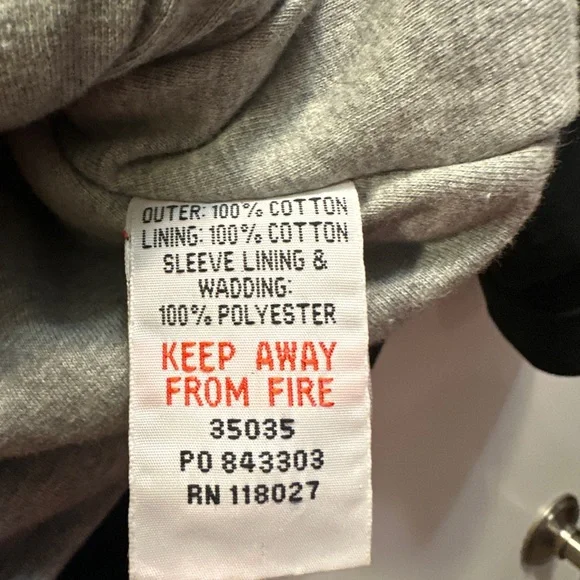 OUTER: 100% COTTON
LINING: 100% COTTON
SLEEVE LINING &
WADDING:
100% POLYESTER
KEEP AWAY
FROM FIRE
35035
PO 843303
RN 118027